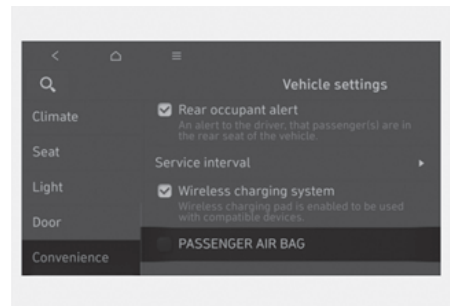 Vehicle settings
Climate
Seat
Light
Door
Convenience
Rear occupant alert
An alert to the driver, that passenger(s) are in
the rear seat of the vehicle.
Service interval
Wireless charging system
Wireless charging pad is enabled to be used
with compatible devices.
PASSENGER AIR BAG